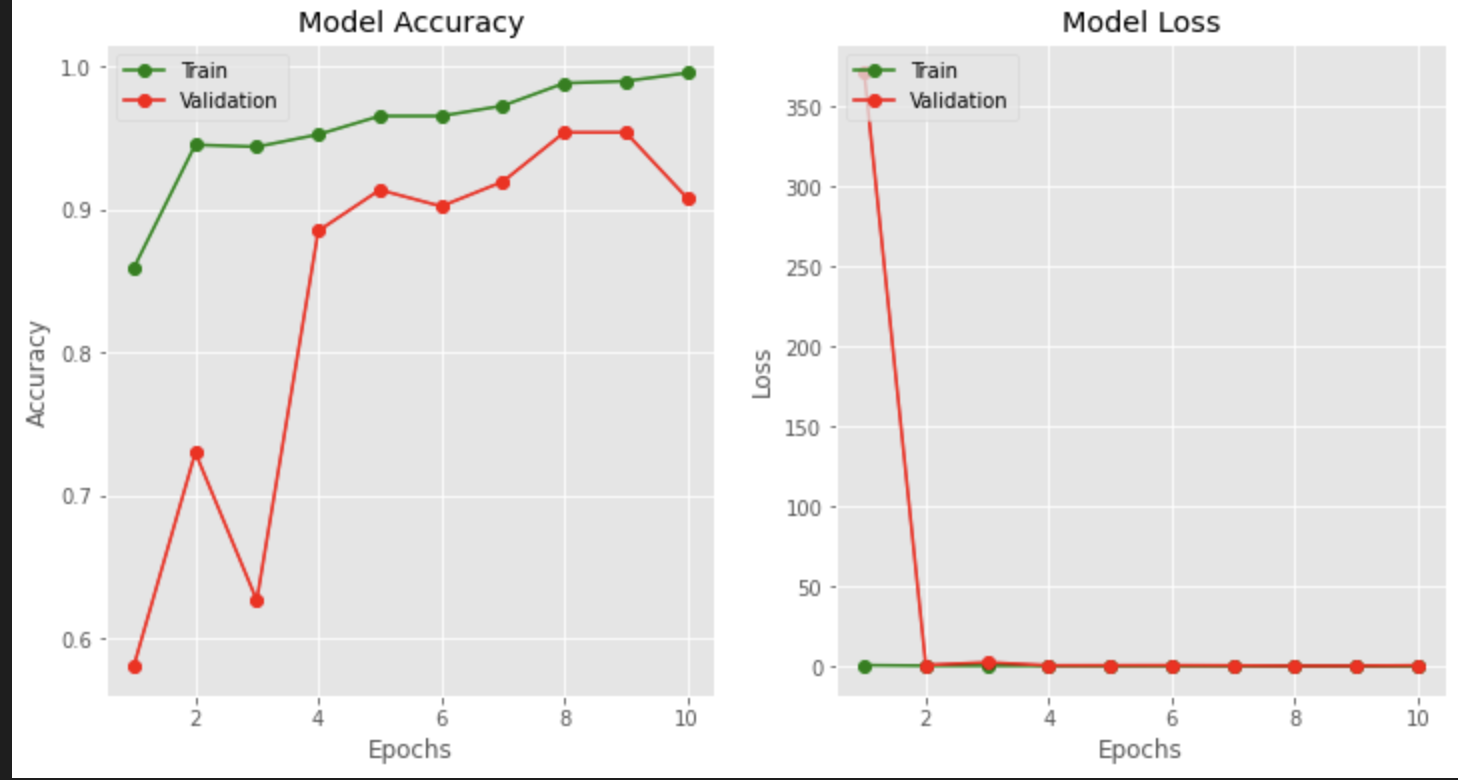 Model Accuracy
Train
Validation
1.0
0.9
0.8
0.7
0.6
Accuracy
2 4 6 8 10
Epochs
Model Loss
Train
Validation
350
300
250
200
150
100
50
0
Loss
2 4 6 8 10
Epochs